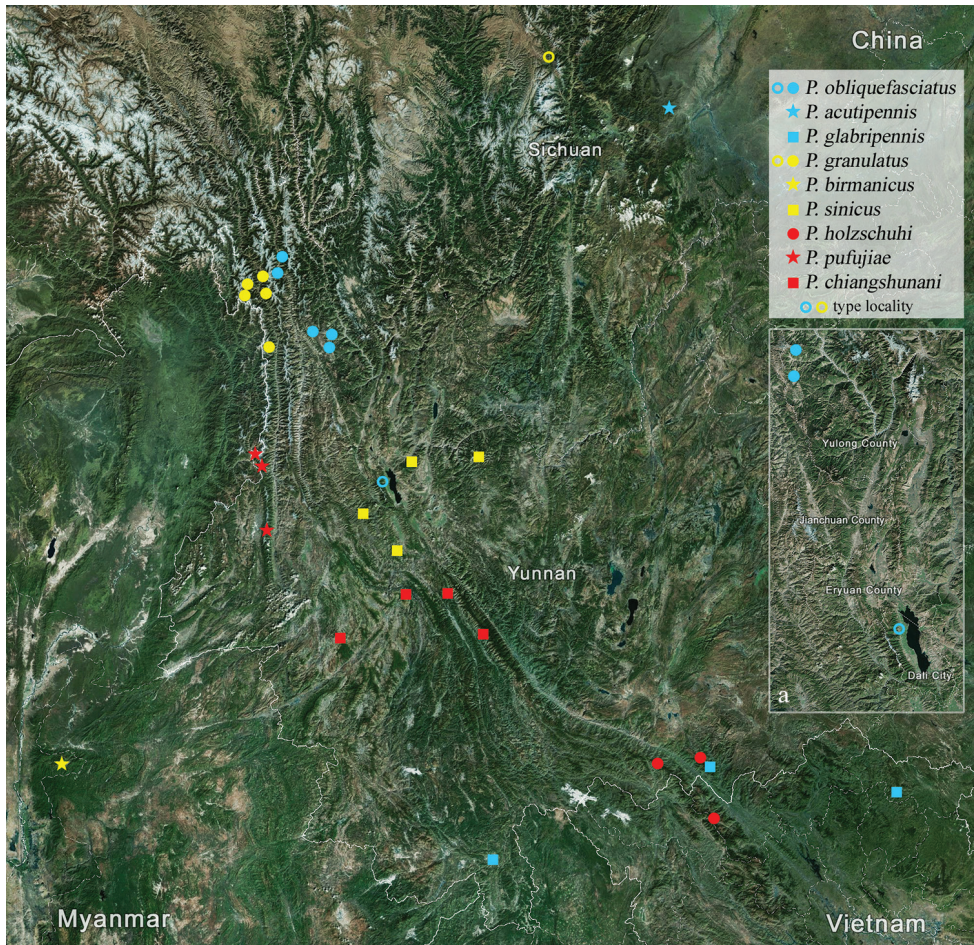 China
P. obliquefasciatus
P. acutipennis
P. glabripennis
P. granulatus
P. birmanicus
P. sinicus
P. holzschuhi
P. pufujiae
P. chiangshunani
type locality
Sichuan
Yulong County
Jianchuan County
Eryuan County
Dali City
a
Yunnan
Myanmar
Vietnam